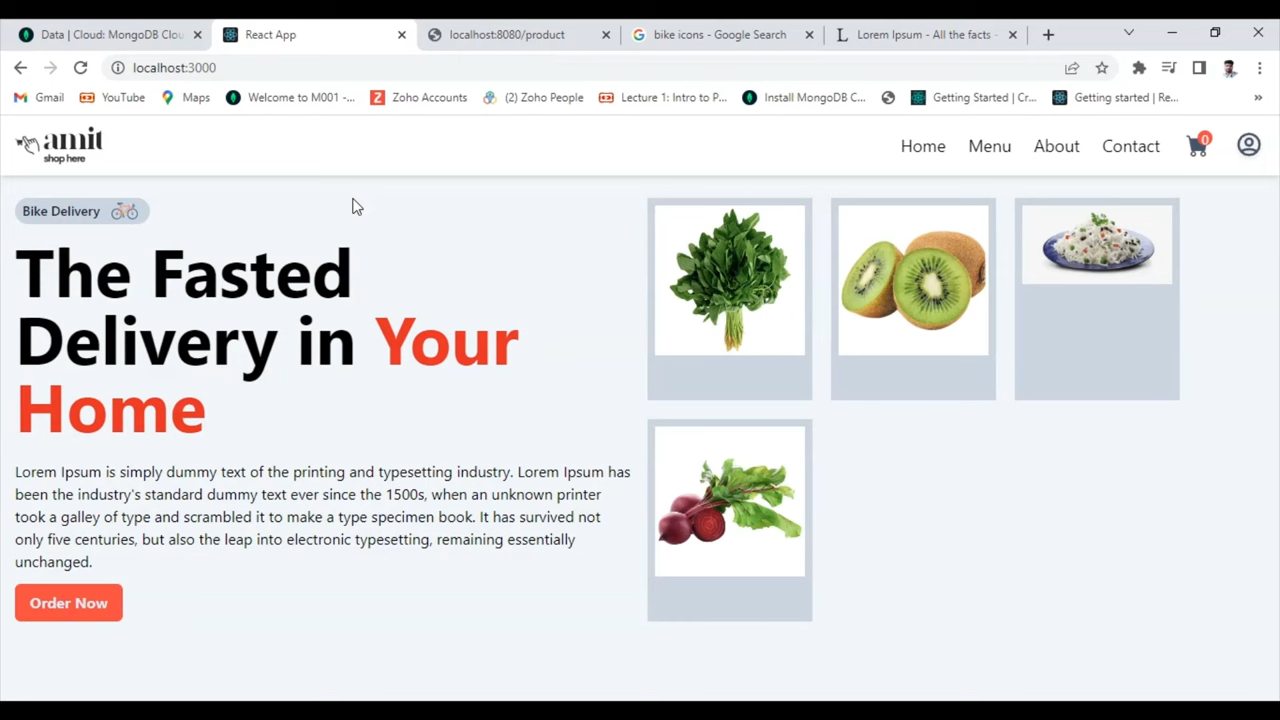 Data | Cloud: MongoDB Clou
React App
localhost:8080/product
bike icons - Google Search
Lorem Ipsum - All the facts -
localhost:3000
Gmail
YouTube
Maps
Welcome to M001 -...
Zoho Accounts
(2) Zoho People
Lecture 1: Intro to P...
Install MongoDB C...
Getting Started | Cr...
Getting started | Re...
amit
shop here
Home
Menu
About
Contact
0
Bike Delivery
The Fasted
Delivery in Your
Home
Lorem Ipsum is simply dummy text of the printing and typesetting industry. Lorem Ipsum has
been the industry's standard dummy text ever since the 1500s, when an unknown printer
took a galley of type and scrambled it to make a type specimen book. It has survived not
only five centuries, but also the leap into electronic typesetting, remaining essentially
unchanged.
Order Now